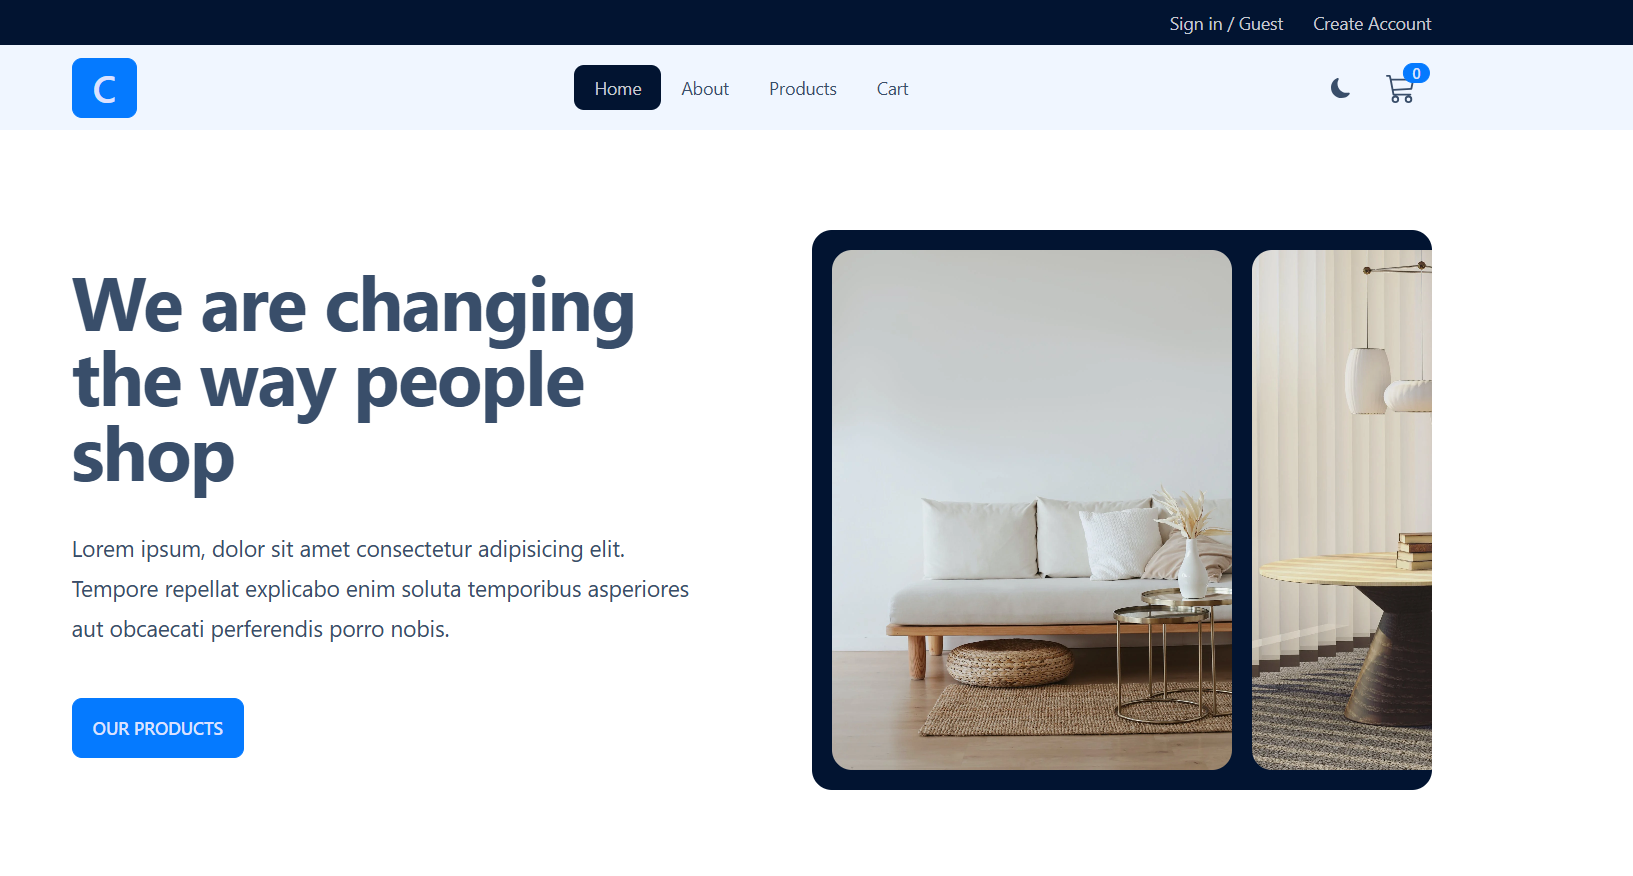 Sign in / Guest Create Account
C Home About Products Cart 0
We are changing
the way people
shop
Lorem ipsum, dolor sit amet consectetur adipisicing elit.
Tempore repellat explicabo enim soluta temporibus asperiores
aut obcaecati perferendis porro nobis.
OUR PRODUCTS